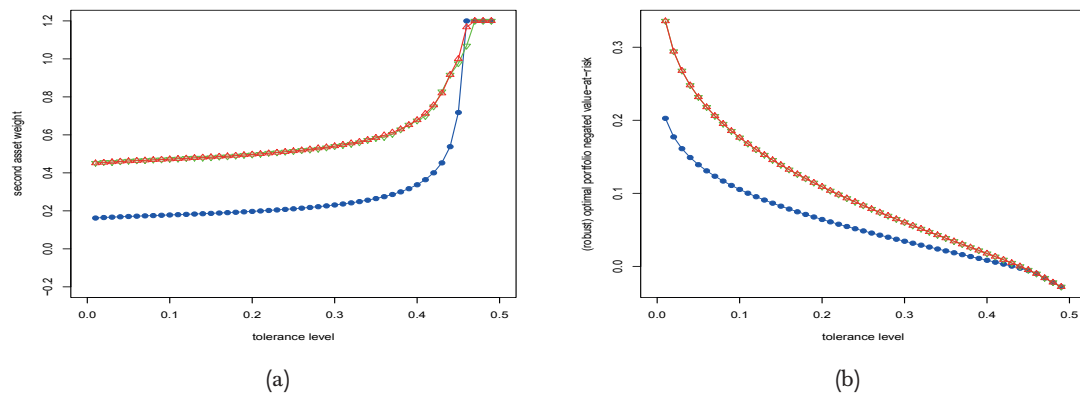 second asset weight
1.2
1.0
0.8
0.6
0.4
0.2
0.0
−0.2
0.0 0.1 0.2 0.3 0.4 0.5
tolerance level
(a)
(robust) optimal portfolio negated value−at−risk
0.3
0.2
0.1
0.0
0.0 0.1 0.2 0.3 0.4 0.5
tolerance level
(b)